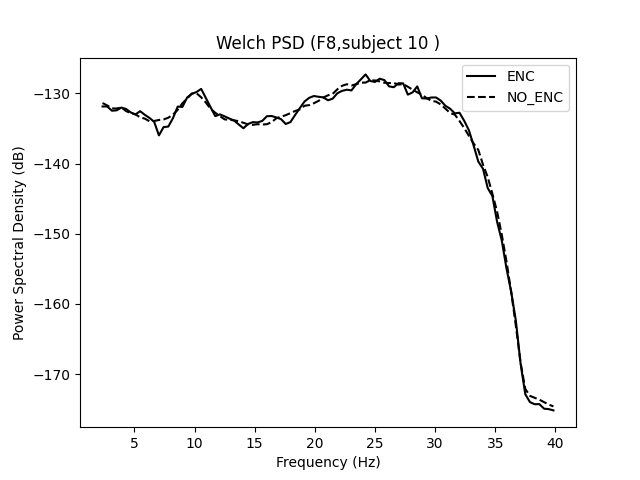 Welch PSD (F8,subject 10 )
ENC
NO_ENC
Power Spectral Density (dB)
−130
−140
−150
−160
−170
5 10 15 20 25 30 35 40
Frequency (Hz)